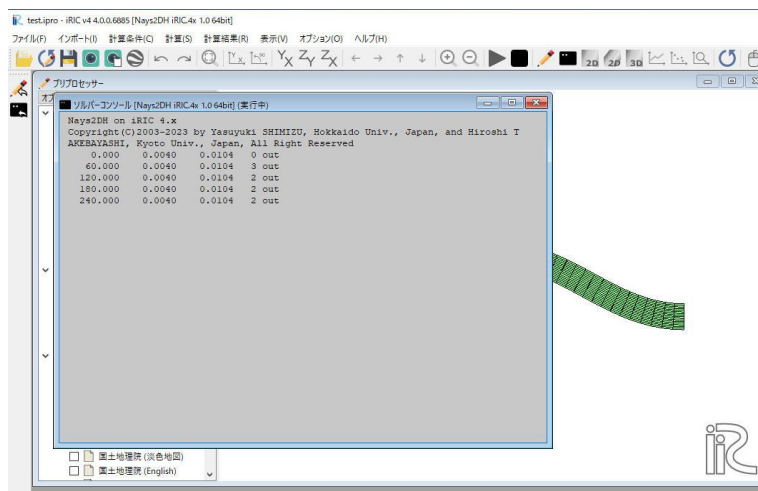 test.ipro - iRIC v4 4.0.0.6885 [Nays2DH iRIC.4x 1.0 64bit]
ファイル(F) インポート(I) 計算条件(C) 計算(S) 計算結果(R) 表示(V) オプション(O) ヘルプ(H)
2D 2D 3D
プリプロセッサー
オブ
ソルバーコンソール [Nays2DH iRIC.4x 1.0 64bit] (実行中)
Nays2DH on iRIC 4.x
Copyright(C)2003-2023 by Yasuyuki SHIMIZU, Hokkaido Univ., Japan, and Hiroshi T
AKEBAYASHI, Kyoto Univ., Japan, All Right Reserved
0.000 0.0040 0.0104 0 out
60.000 0.0040 0.0104 3 out
120.000 0.0040 0.0104 2 out
180.000 0.0040 0.0104 2 out
240.000 0.0040 0.0104 2 out
国土地理院 (淡色地図)
国土地理院 (English)
iRIC